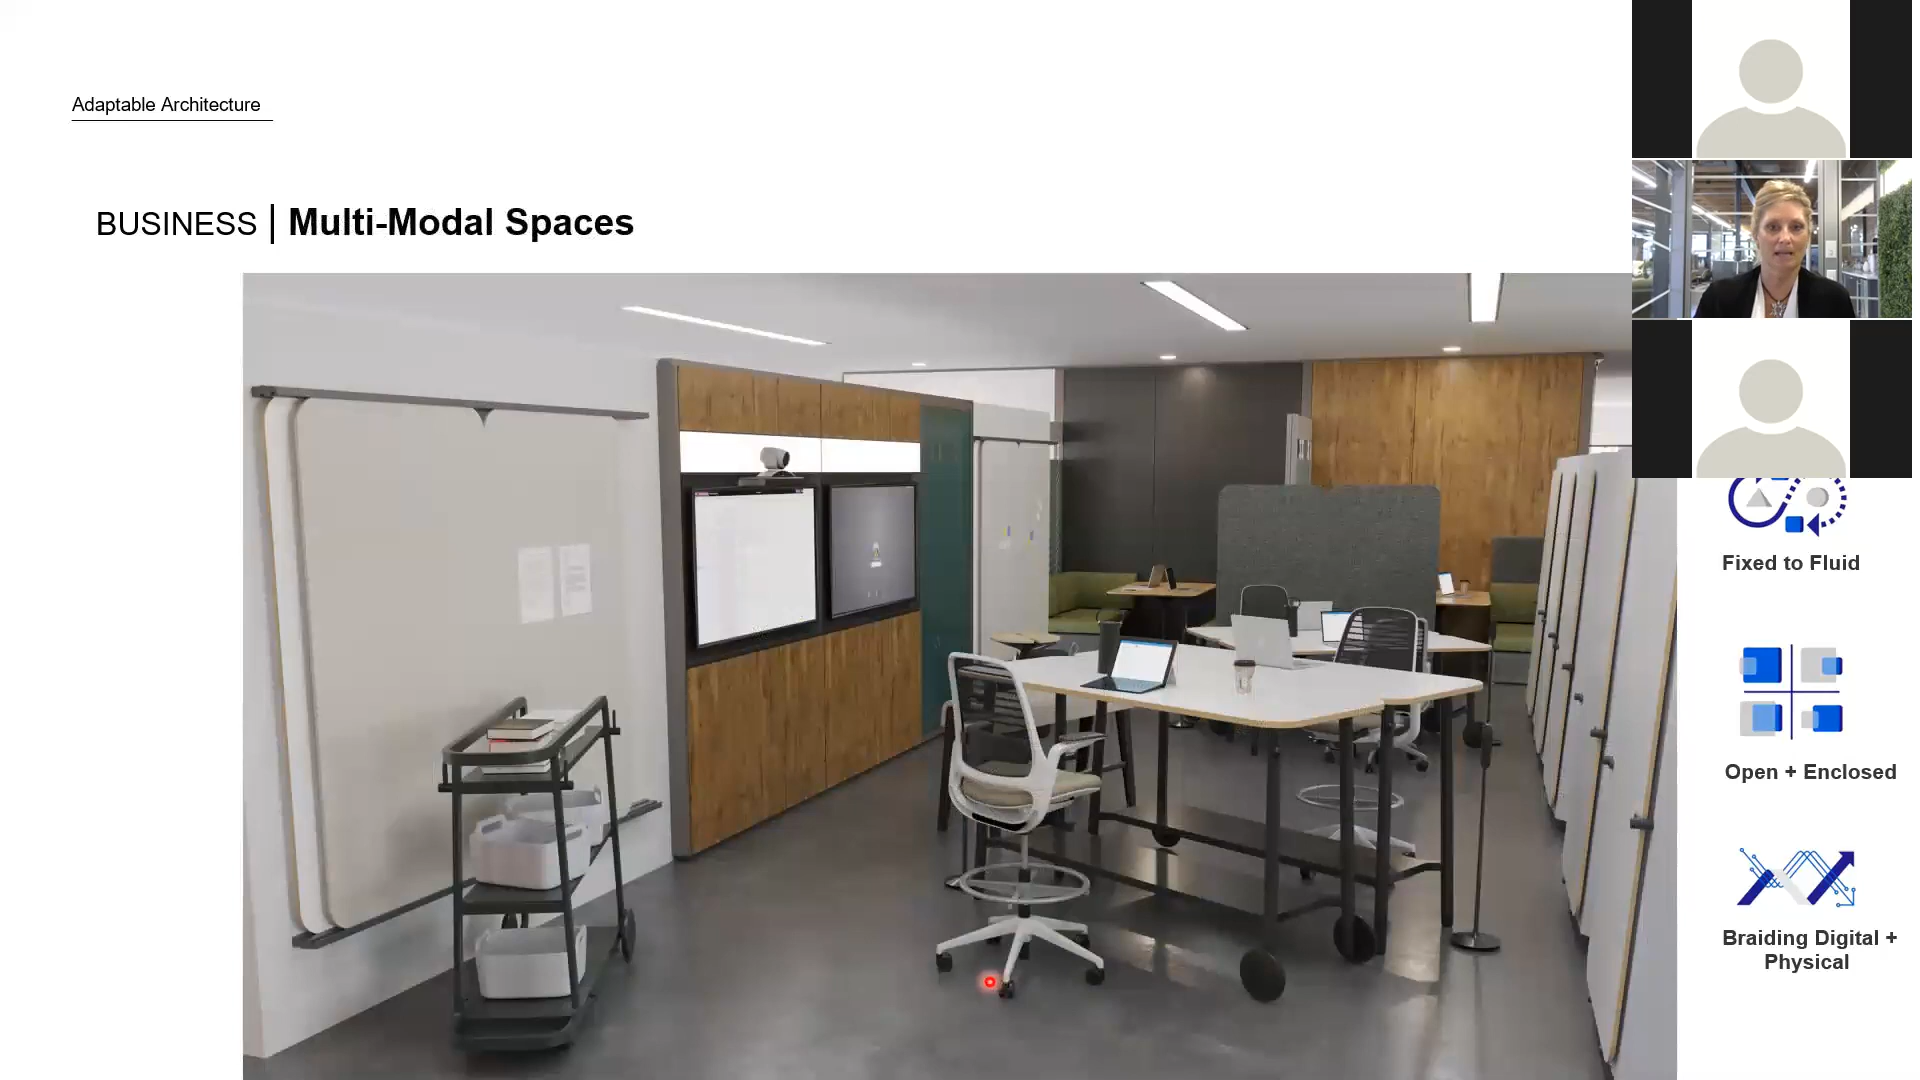 Adaptable Architecture
BUSINESS | Multi-Modal Spaces
Fixed to Fluid
Open + Enclosed
Braiding Digital +
Physical